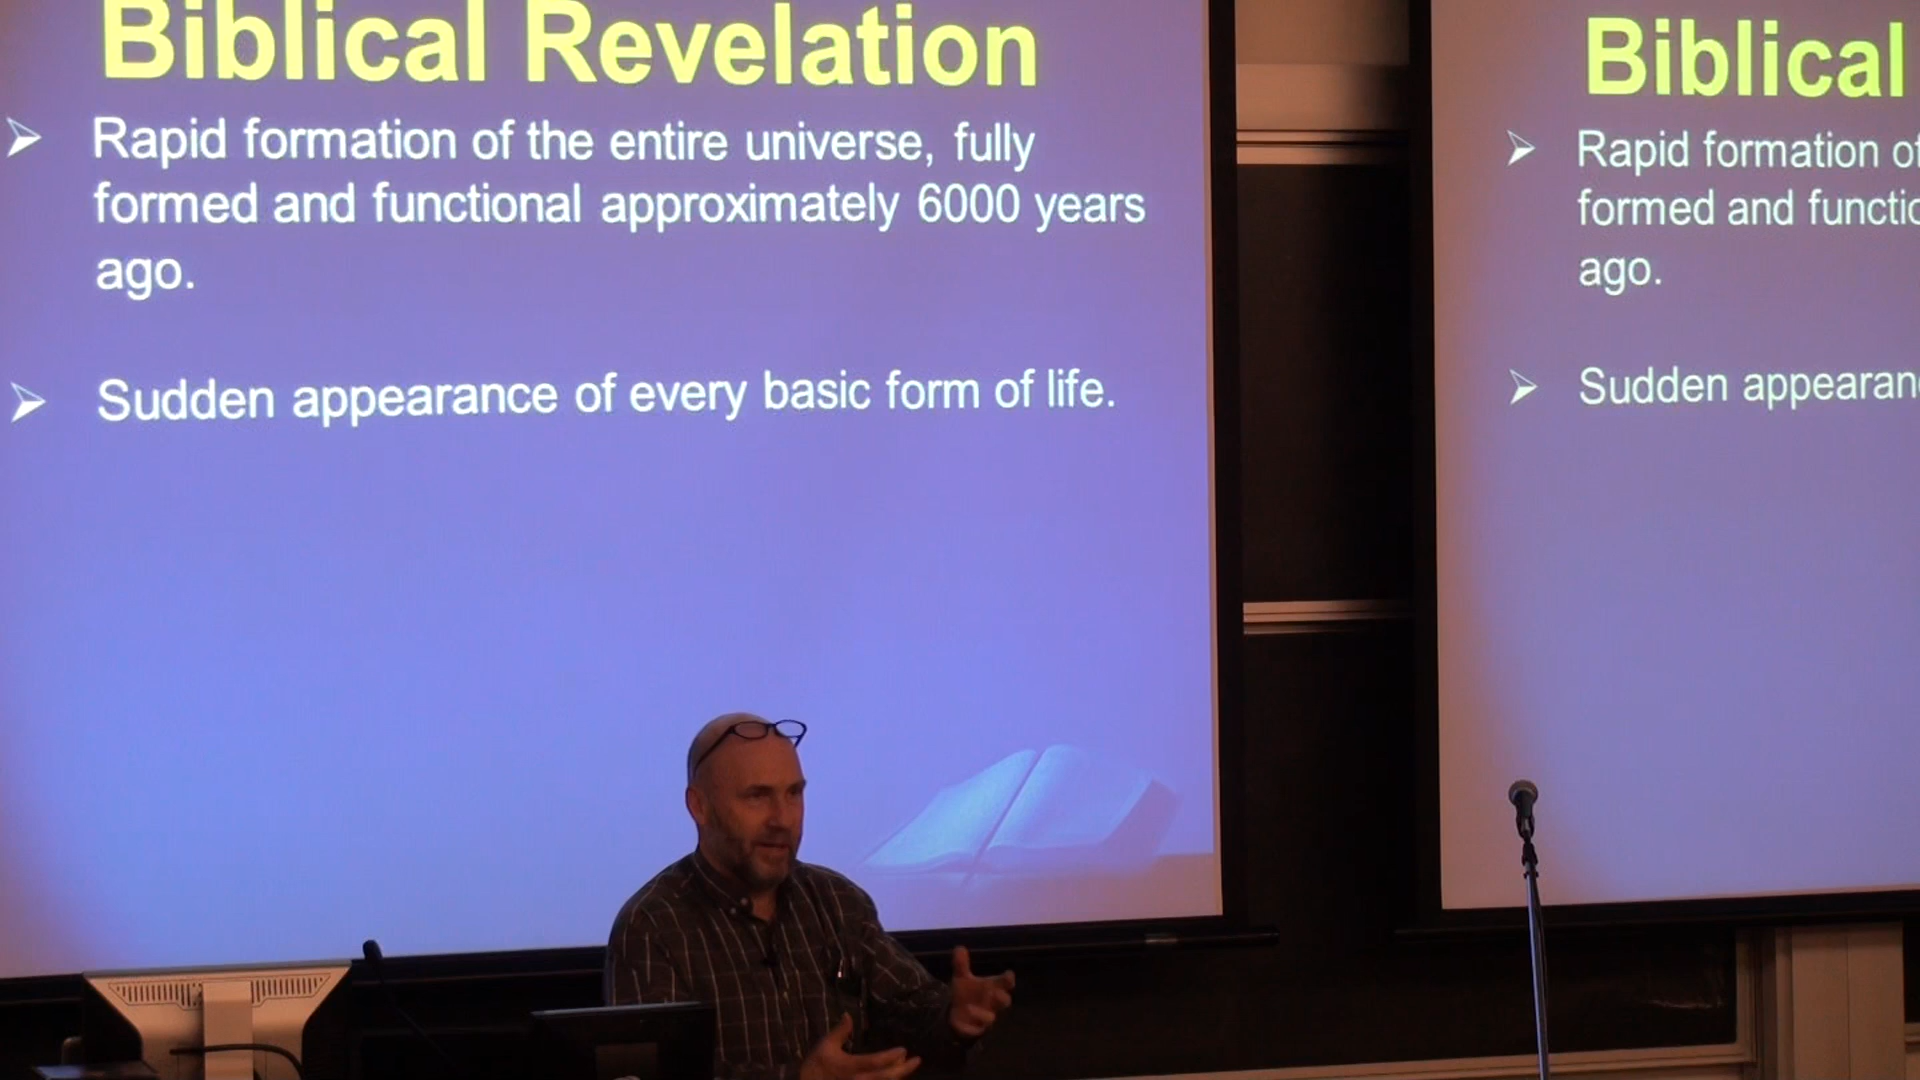 Biblical Revelation
Rapid formation of the entire universe, fully
formed and functional approximately 6000 years
ago.
Sudden appearance of every basic form of life.
Biblical
Rapid formation of
formed and functio
ago.
Sudden appearan